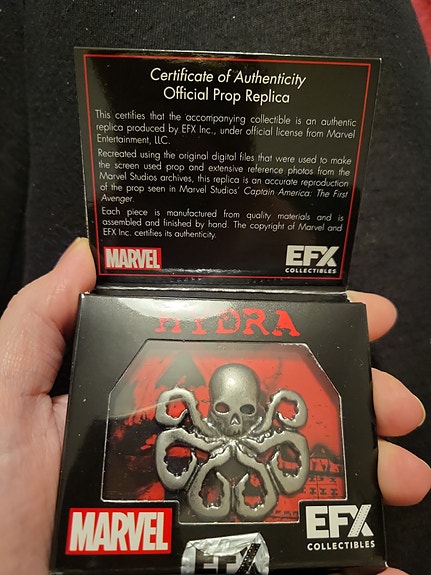 Certificate of Authenticity
Official Prop Replica
This certifies that the accompanying collectible is an authentic
replica produced by EFX Inc., under official license from Marvel
Entertainment, LLC.
Recreated using the original digital files that were used to make
the screen used prop and extensive reference photos from the
Marvel Studios archives, this replica is an accurate reproduction
of the prop seen in Marvel Studios' Captain America: The First
Avenger.
Each piece is manufactured from quality materials and is
assembled and finished by hand. The copyright of Marvel and
EFX Inc. certifies its authenticity.
MARVEL
EFX
COLLECTIBLES
HYDRA
MARVEL
EFX
COLLECTIBLES
EFX